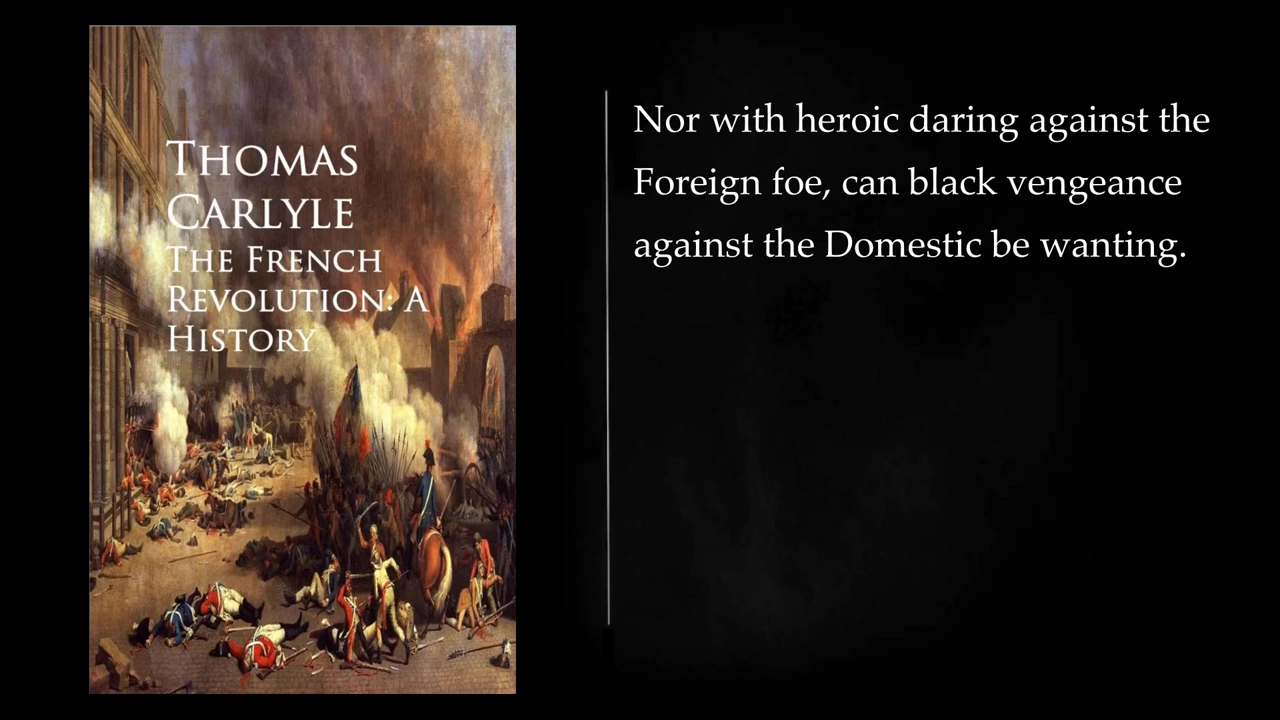 THOMAS
CARLYLE
THE FRENCH
REVOLUTION: A
HISTORY
Nor with heroic daring against the
Foreign foe, can black vengeance
against the Domestic be wanting.